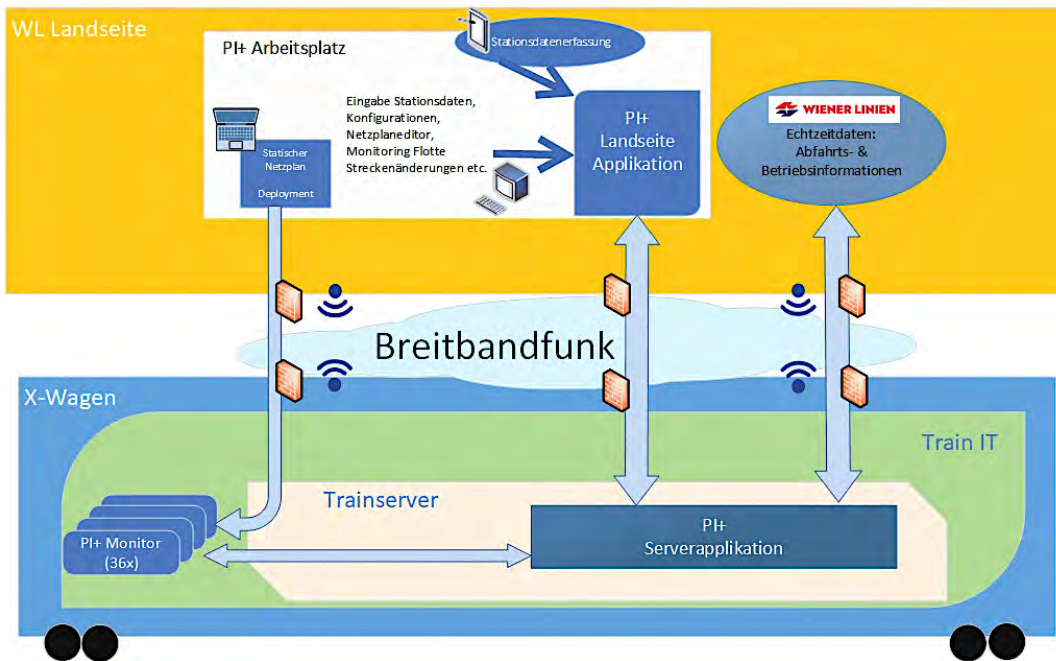 WL Landseite
PI+ Arbeitsplatz
Stationsdatenerfassung
Eingabe Stationsdaten,
Konfigurationen,
Netzplaneditor,
Monitoring Flotte
Streckenänderungen etc.
Statischer
Netzplan
Deployment
PI+
Landseite
Applikation
WIENER LINIEN
Echtzeitdaten:
Abfahrts- &
Betriebsinformationen
Breitbandfunk
X-Wagen
Train IT
Trainserver
PI+ Monitor
(36x)
PI+
Serverapplikation